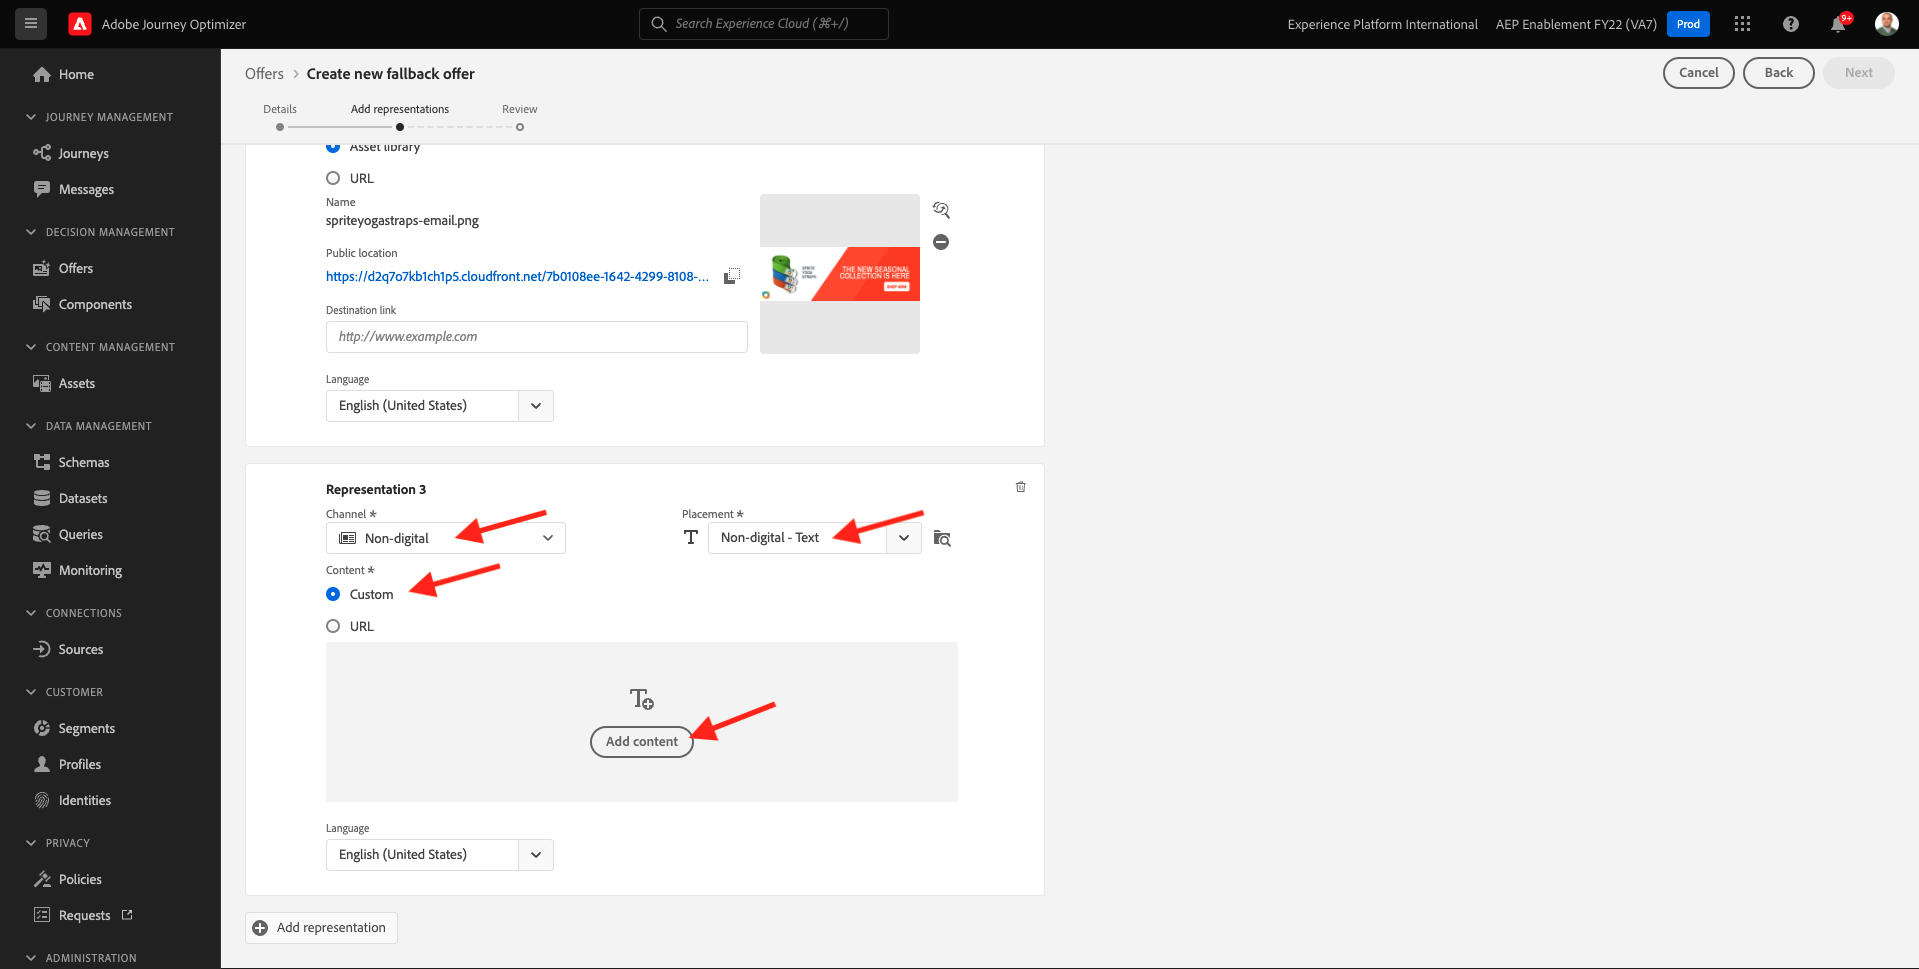 Adobe Journey Optimizer
Search Experience Cloud (⌘+/)
Experience Platform International
AEP Enablement FY22 (VA7)
Prod
9+
Home
JOURNEY MANAGEMENT
Journeys
Messages
DECISION MANAGEMENT
Offers
Components
CONTENT MANAGEMENT
Assets
DATA MANAGEMENT
Schemas
Datasets
Queries
Monitoring
CONNECTIONS
Sources
CUSTOMER
Segments
Profiles
Identities
PRIVACY
Policies
Requests
ADMINISTRATION
Offers > Create new fallback offer
Cancel
Back
Next
Details
Add representations
Review
Asset library
URL
Name
spriteyogastraps-email.png
Public location
https://d2q7o7kb1ch1p5.cloudfront.net/7b0108ee-1642-4299-8108-...
Destination link
http://www.example.com
SPRITE
YOGA
STRAPS
THE NEW SEASONAL
COLLECTION IS HERE
SHOP NOW
Language
English (United States)
Representation 3
Channel *
Non-digital
Placement *
Non-digital - Text
Content *
Custom
URL
Add content
Language
English (United States)
Add representation